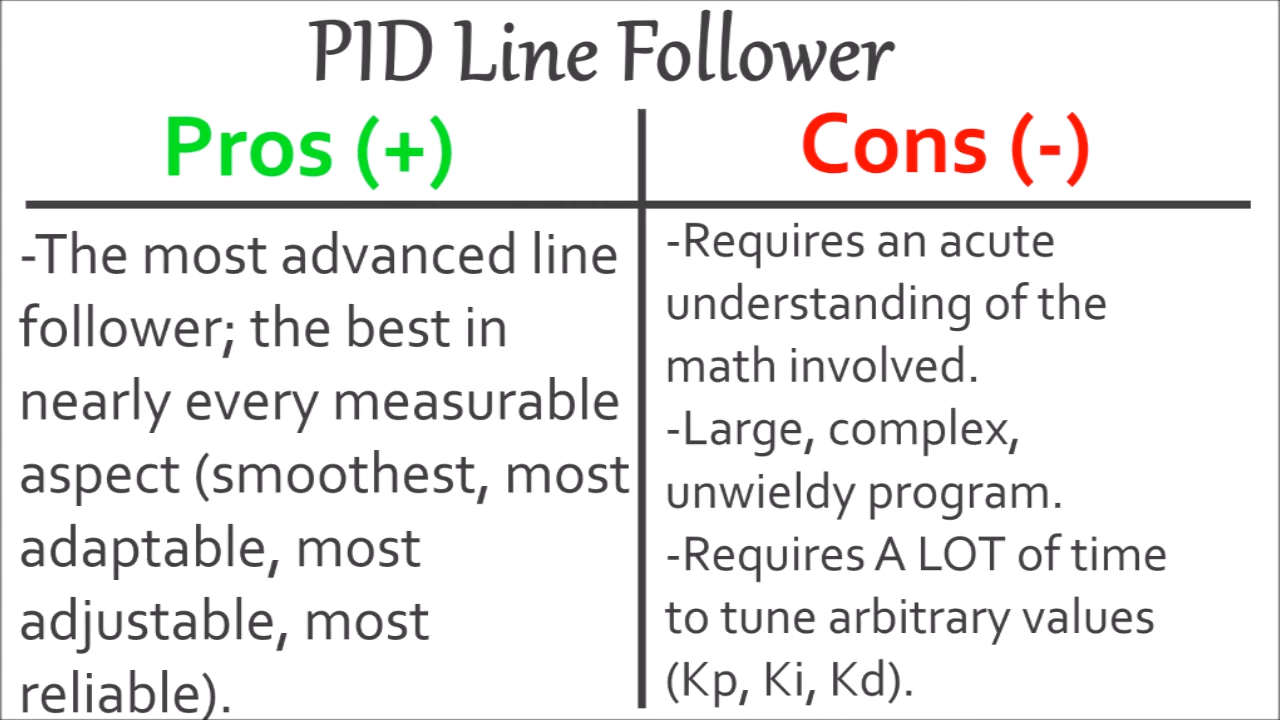 PID Line Follower
Pros (+)
-The most advanced line
follower; the best in
nearly every measurable
aspect (smoothest, most
adaptable, most
adjustable, most
reliable).
Cons (-)
-Requires an acute
understanding of the
math involved.
-Large, complex,
unwieldy program.
-Requires A LOT of time
to tune arbitrary values
(Kp, Ki, Kd).